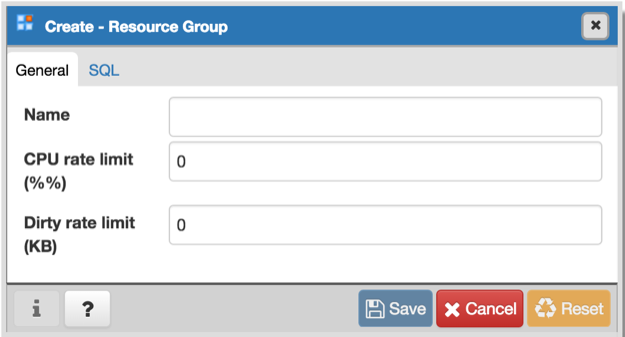 Create - Resource Group
General SQL
Name
CPU rate limit
(%%)
0
Dirty rate limit
(KB)
0
i ? Save Cancel Reset